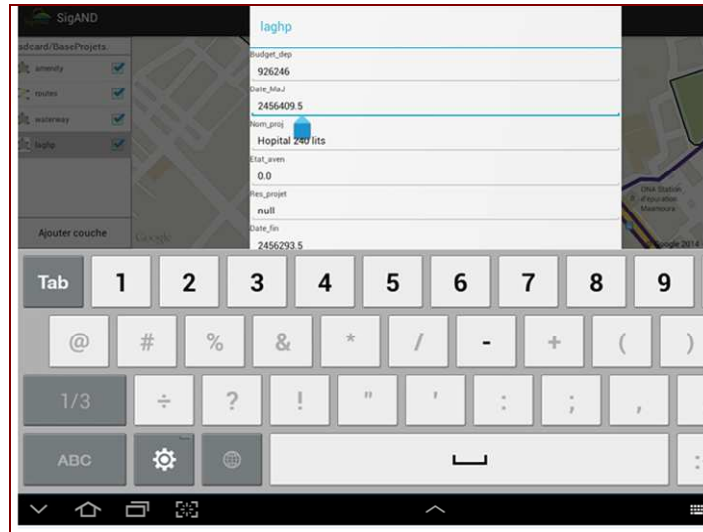 SigAND
laghp
adcard/BaseProjets.
amenity
routes
waterway
laghp
Budget_dep
926246
Date_MaJ
2456409.5
Nom_proj
Hopital 240 lits
Etat_aven
0.0
Res_projet
null
Date_fin
2456293.5
ONA Station
d'épuration
Maamoura
Ajouter couche
Google
Google 2014
Tab 1 2 3 4 5 6 7 8 9
@ # % & * / - + ( )
1/3 ÷ ? ! " ' : ; ,
ABC :